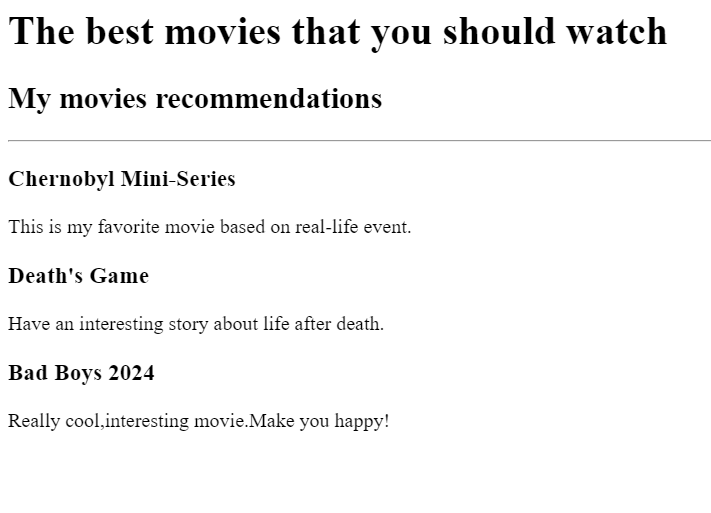 The best movies that you should watch
My movies recommendations
Chernobyl Mini-Series
This is my favorite movie based on real-life event.
Death's Game
Have an interesting story about life after death.
Bad Boys 2024
Really cool,interesting movie.Make you happy!